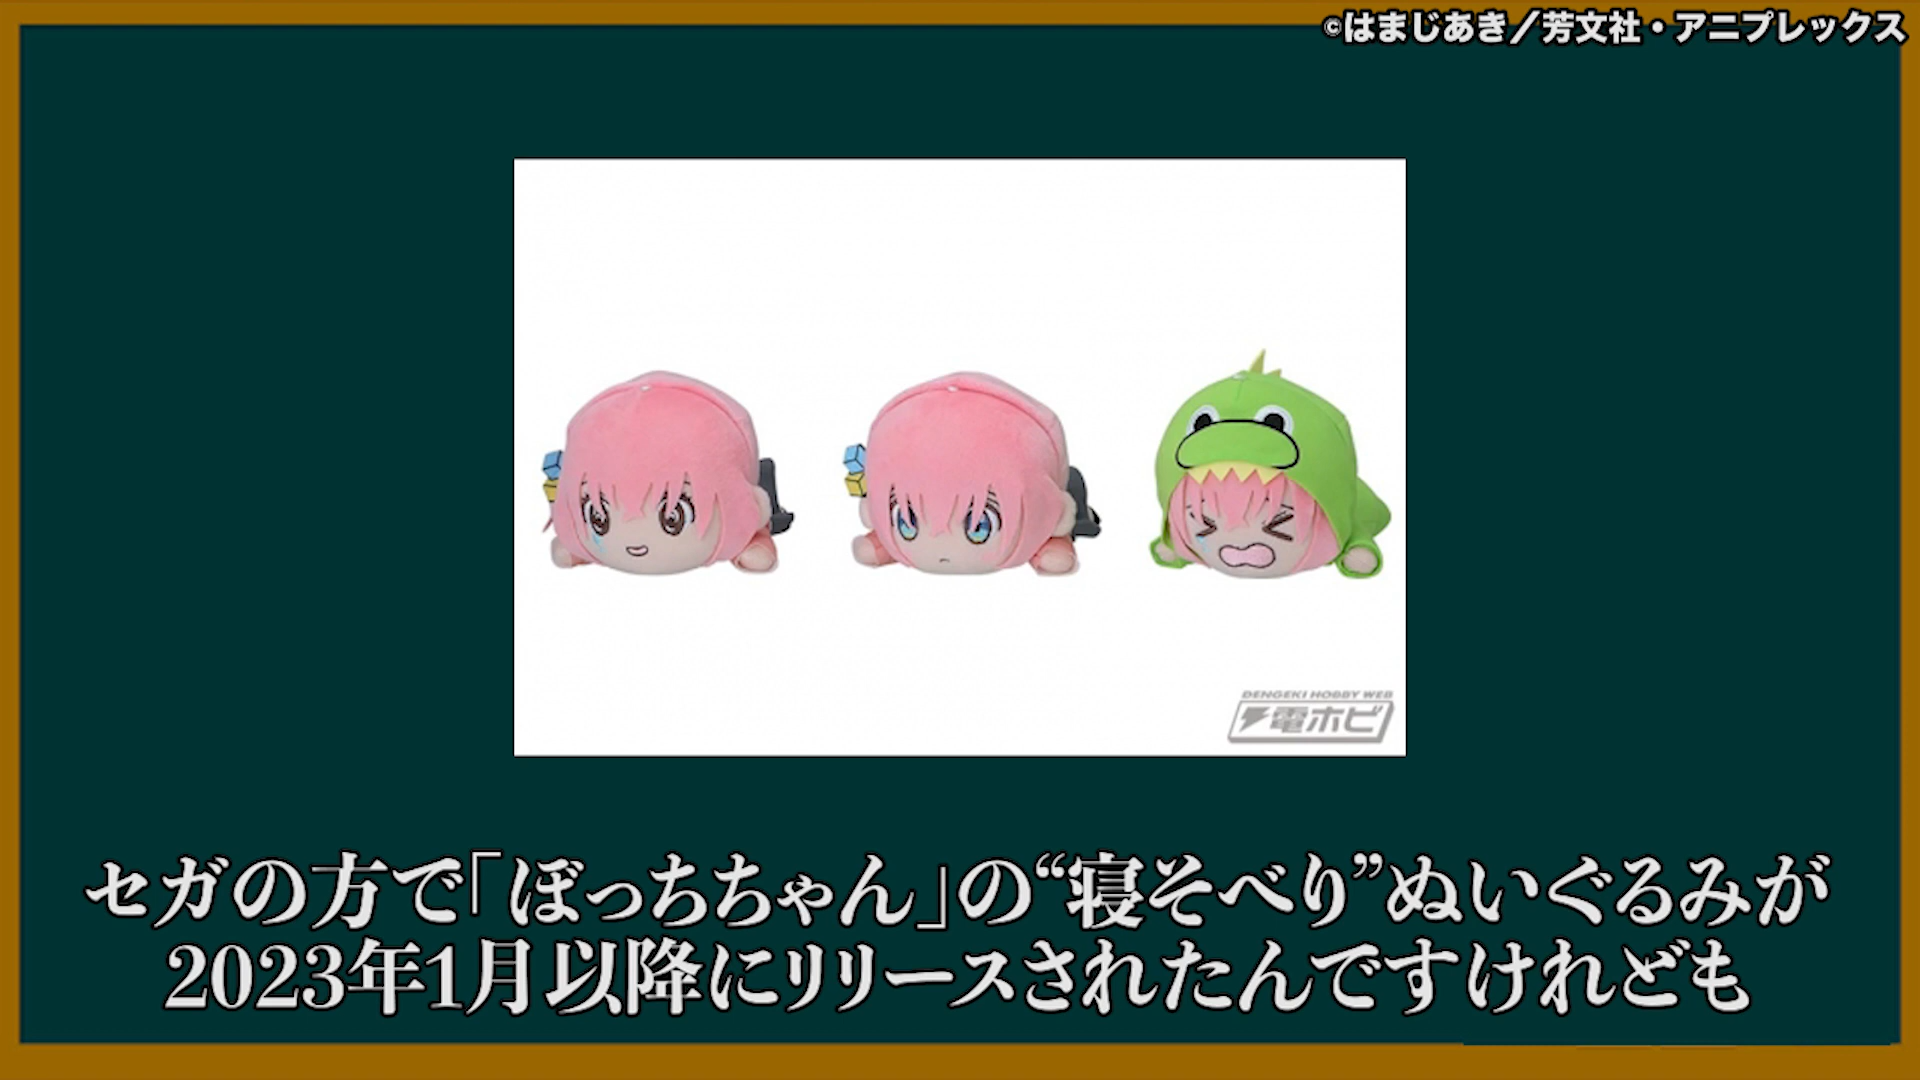 ©はまじあき／芳文社・アニプレックス
DENGEKI HOBBY WEB
電ホビ
セガの方で「ぼっちちゃん」の“寝そべり”ぬいぐるみが
2023年1月以降にリリースされたんですけれども